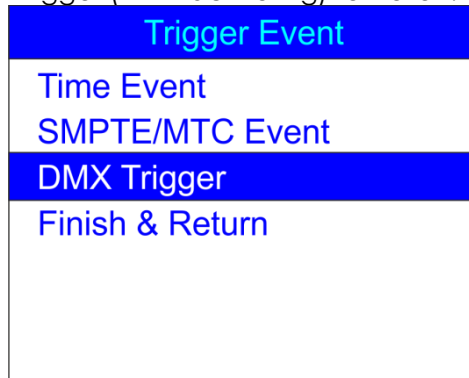 Trigger Event
Time Event
SMPTE/MTC Event
DMX Trigger
Finish & Return